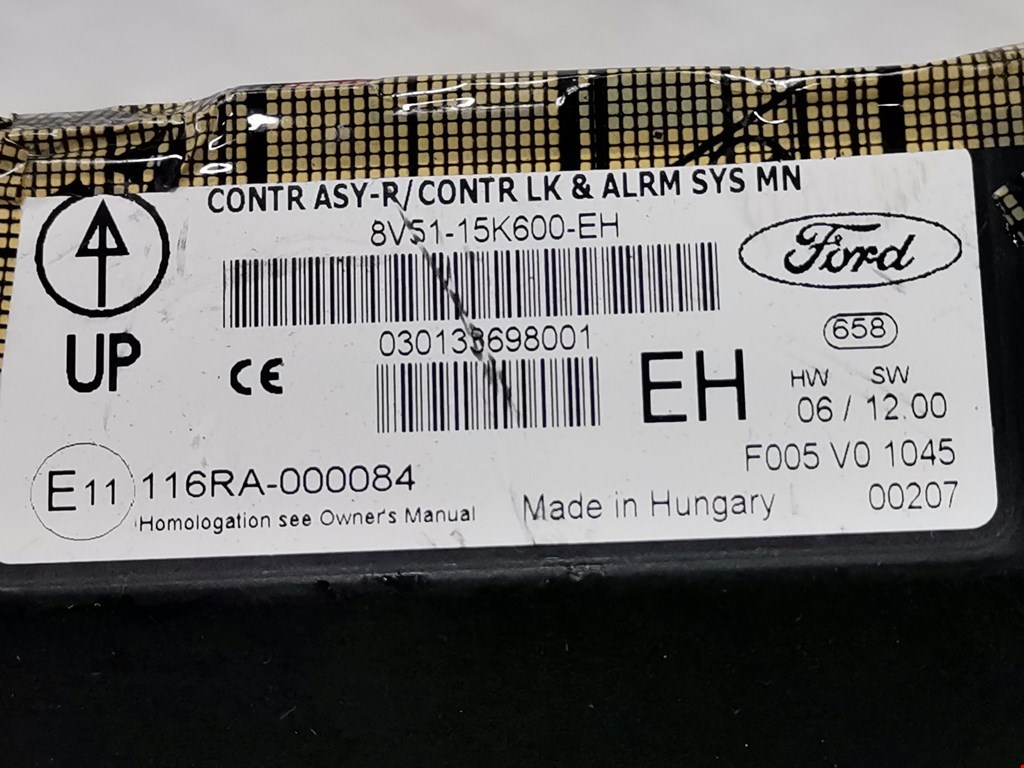 CONTR ASY-R/CONTR LK & ALRM SYS MN
8V51-15K600-EH
Ford
030133698001
658
UP
CE
EH
HW SW
06 / 12.00
F005 V0 1045
E11 116RA-000084
00207
Homologation see Owner's Manual
Made in Hungary